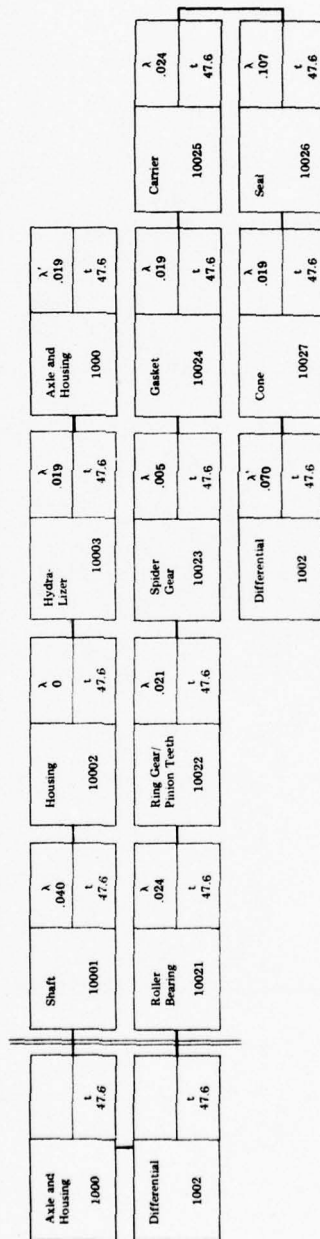 Axle and
Housing
1000
t
47.6
Shaft
10001
λ
.040
t
47.6
Housing
10002
λ
0
t
47.6
Hydra-
Lizer
10003
λ
.019
t
47.6
Axle and
Housing
1000
λ'
.019
t
47.6
Differential
1002
t
47.6
Roller
Bearing
10021
λ
.024
t
47.6
Ring Gear/
Pinion Teeth
10022
λ
.021
t
47.6
Spider
Gear
10023
λ
.005
t
47.6
Gasket
10024
λ
.019
t
47.6
Carrier
10025
λ
.024
t
47.6
Differential
1002
λ'
.070
t
47.6
Cone
10027
λ
.019
t
47.6
Seal
10026
λ
.107
t
47.6